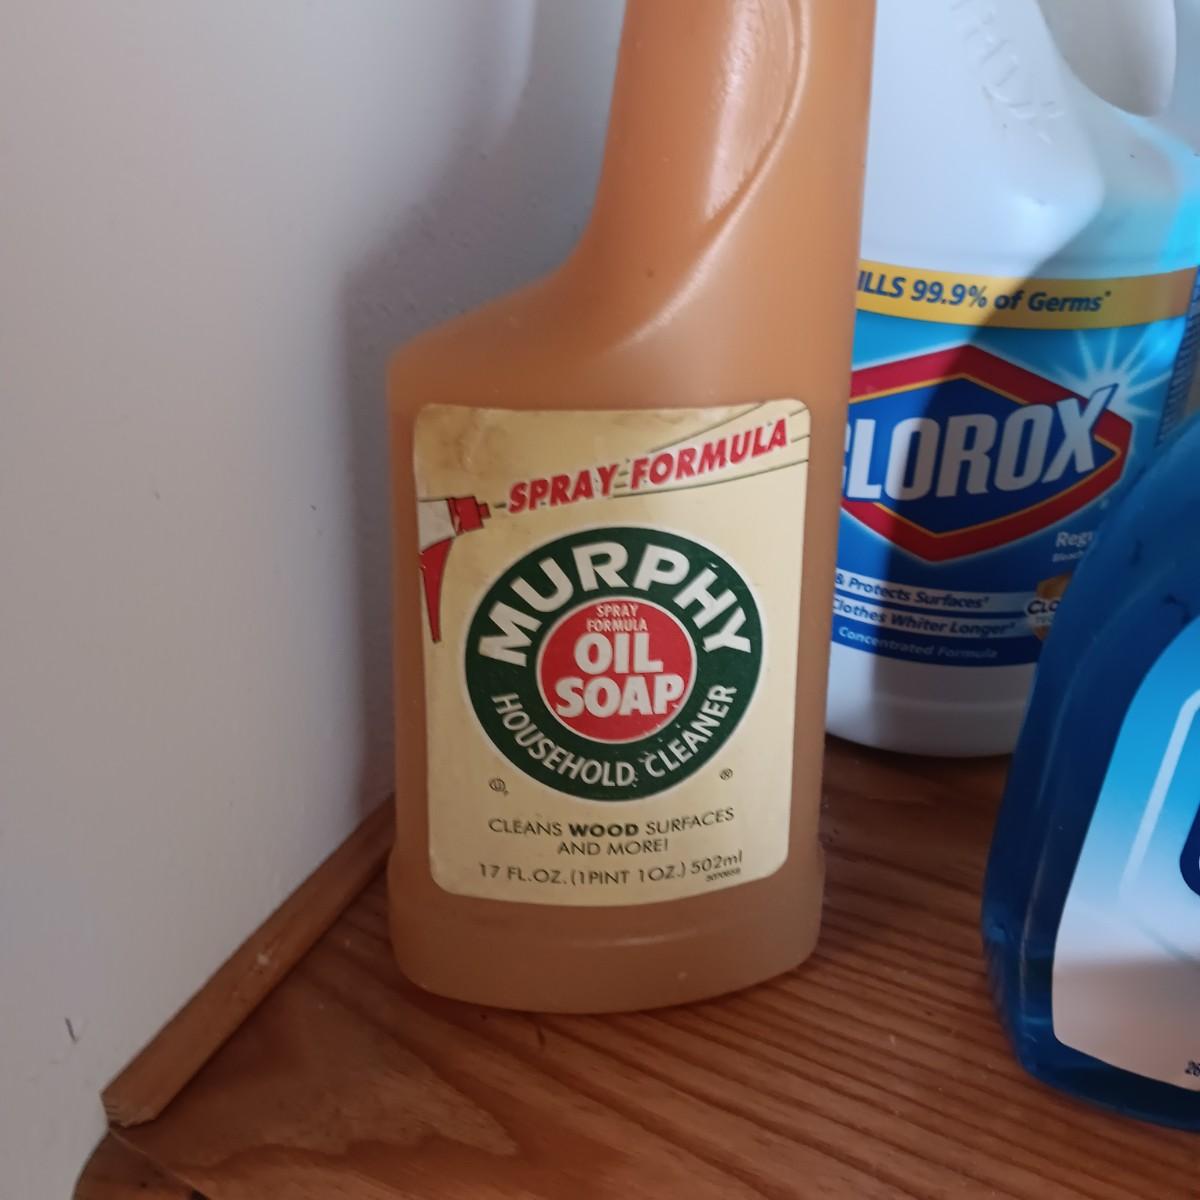 SPRAY FORMULA
MURPHY
SPRAY
FORMULA
OIL
SOAP
HOUSEHOLD CLEANER
CLEANS WOOD SURFACES
AND MORE!
17 FL.OZ. (1PINT 1OZ.) 502ml
ILLS 99.9% of Germs*
CLOROX
& Protects Surfaces*
Clothes Whiter Longer*
Concentrated Formula